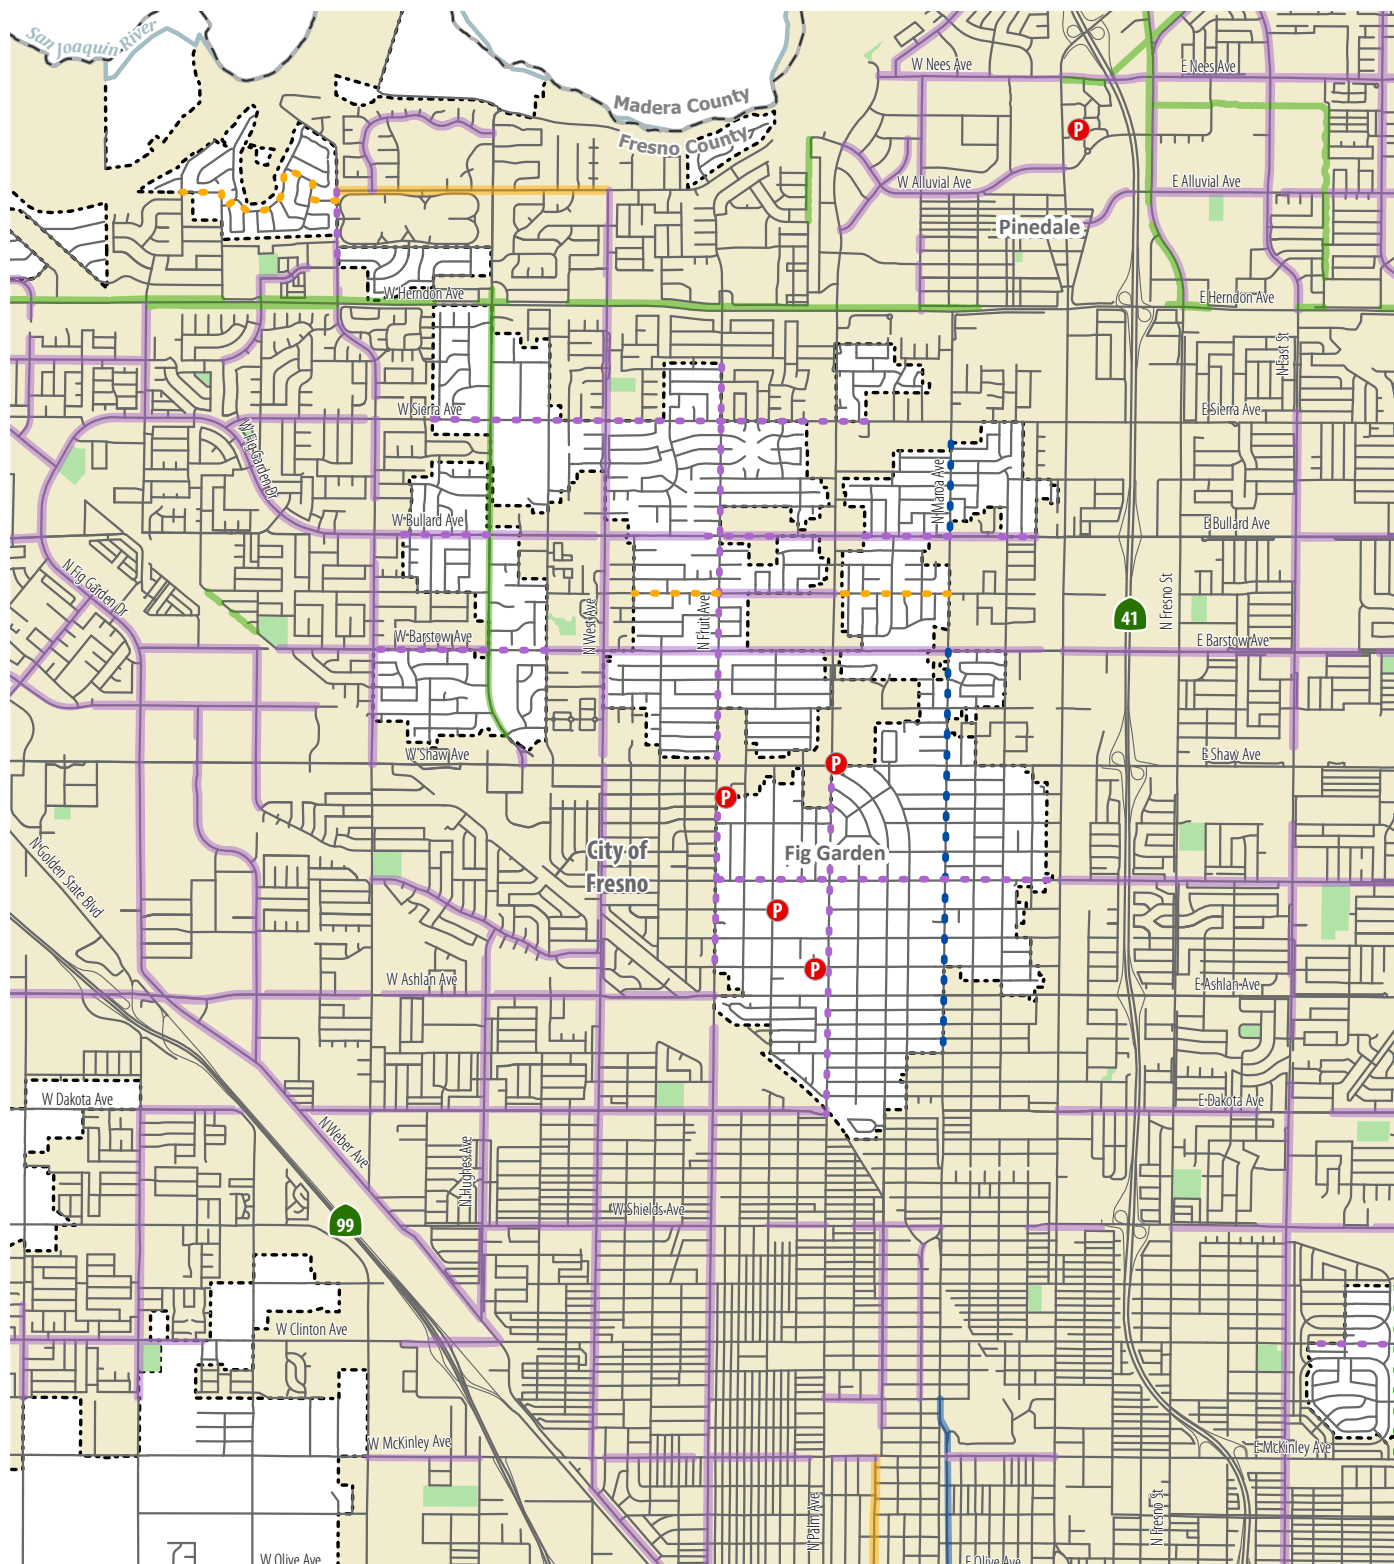 San Joaquin River
W Nees Ave
E Nees Ave
Madera County
Fresno County
P
W Alluvial Ave
E Alluvial Ave
Pinedale
W Herndon Ave
E Herndon Ave
N East St
W Sierra Ave
E Sierra Ave
W Fig Garden Dr
N Maroa Ave
W Bullard Ave
E Bullard Ave
N Fig Garden Dr
N West Ave
N Fruit Ave
N Fresno St
41
W Barstow Ave
E Barstow Ave
W Shaw Ave
E Shaw Ave
P
P
N Golden State Blvd
City of
Fresno
Fig Garden
P
P
W Ashlan Ave
E Ashlan Ave
W Dakota Ave
E Dakota Ave
N Weber Ave
N Hughes Ave
W Shields Ave
99
W Clinton Ave
W McKinley Ave
E McKinley Ave
N Palm Ave
N Fresno St
W Olive Ave
E Olive Ave